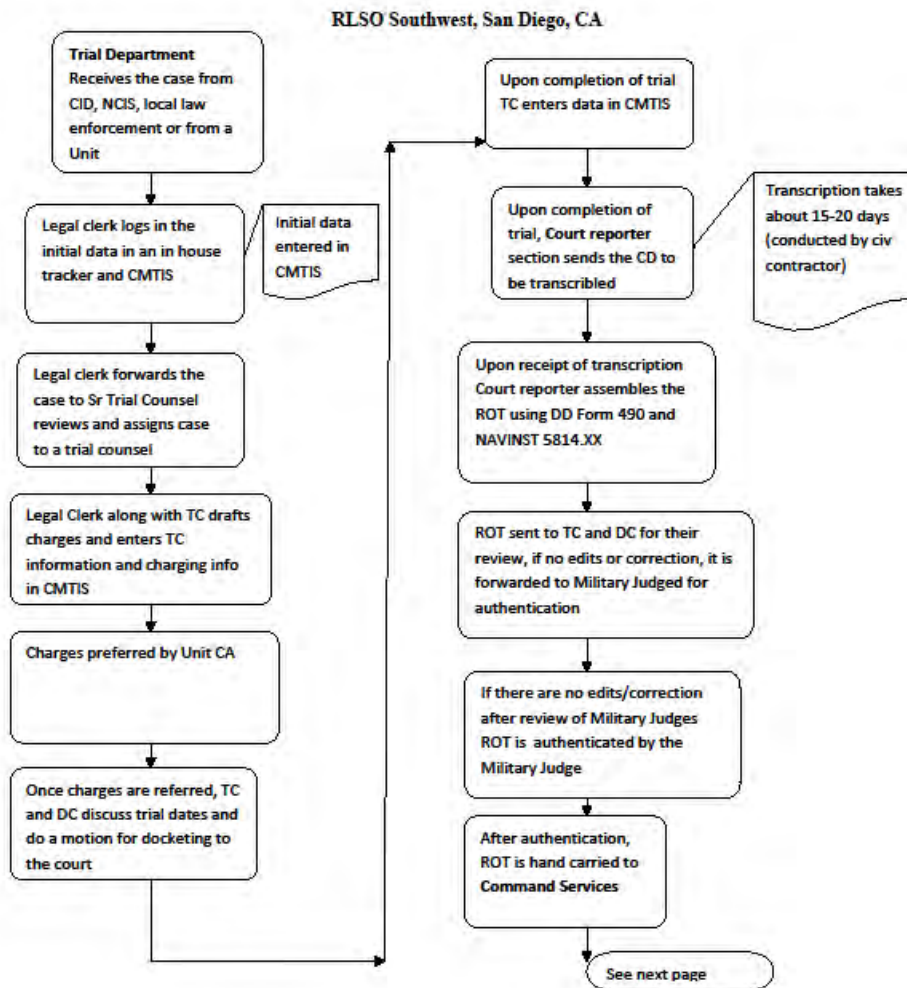 RLSO Southwest, San Diego, CA
Trial Department
Receives the case from
CID, NCIS, local law
enforcement or from a
Unit
Legal clerk logs in the
initial data in an in house
tracker and CMTIS
Initial data
entered in
CMTIS
Legal clerk forwards the
case to Sr Trial Counsel
reviews and assigns case
to a trial counsel
Legal Clerk along with TC drafts
charges and enters TC
information and charging info
in CMTIS
Charges preferred by Unit CA
Once charges are referred, TC
and DC discuss trial dates and
do a motion for docketing to
the court
Upon completion of trial
TC enters data in CMTIS
Upon completion of
trial, Court reporter
section sends the CD to
be transcribed
Transcription takes
about 15-20 days
(conducted by civ
contractor)
Upon receipt of transcription
Court reporter assembles the
ROT using DD Form 490 and
NAVINST 5814.XX
ROT sent to TC and DC for their
review, if no edits or correction, it is
forwarded to Military Judged for
authentication
If there are no edits/correction
after review of Military Judges
ROT is authenticated by the
Military Judge
After authentication,
ROT is hand carried to
Command Services
See next page